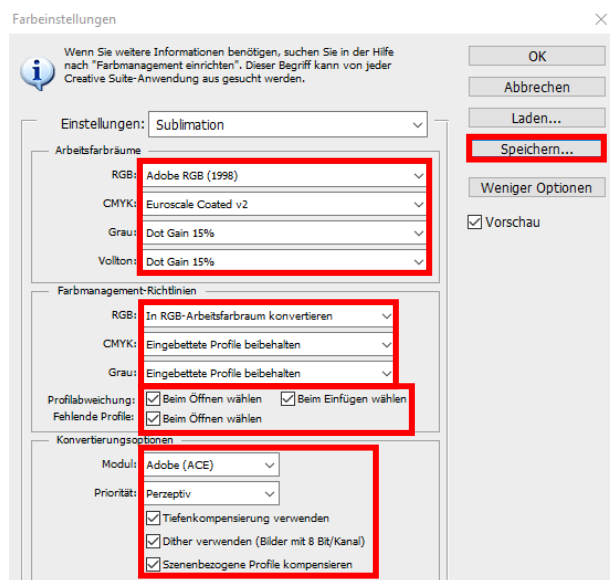 Farbeinstellungen
Wenn Sie weitere Informationen benötigen, suchen Sie in der Hilfe
nach "Farbmanagement einrichten". Dieser Begriff kann von jeder
Creative Suite-Anwendung aus gesucht werden.
Einstellungen: Sublimation
Arbeitsfarbräume
RGB: Adobe RGB (1998)
CMYK: Euroscale Coated v2
Grau: Dot Gain 15%
Vollton: Dot Gain 15%
Farbmanagement-Richtlinien
RGB: In RGB-Arbeitsfarbraum konvertieren
CMYK: Eingebettete Profile beibehalten
Grau: Eingebettete Profile beibehalten
Profilabweichung: Beim Öffnen wählen Beim Einfügen wählen
Fehlende Profile: Beim Öffnen wählen
Konvertierungsoptionen
Modul: Adobe (ACE)
Priorität: Perzeptiv
Tiefenkompensierung verwenden
Dither verwenden (Bilder mit 8 Bit/Kanal)
Szenenbezogene Profile kompensieren
OK
Abbrechen
Laden...
Speichern...
Weniger Optionen
Vorschau